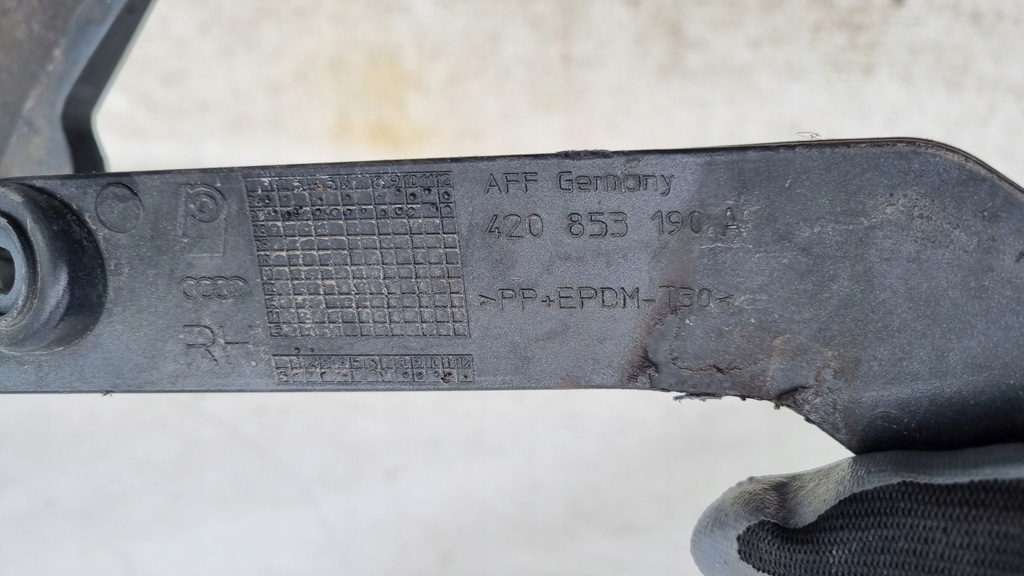 AFF Germany
420 853 190 A
>PP+EPDM-T30<
RH